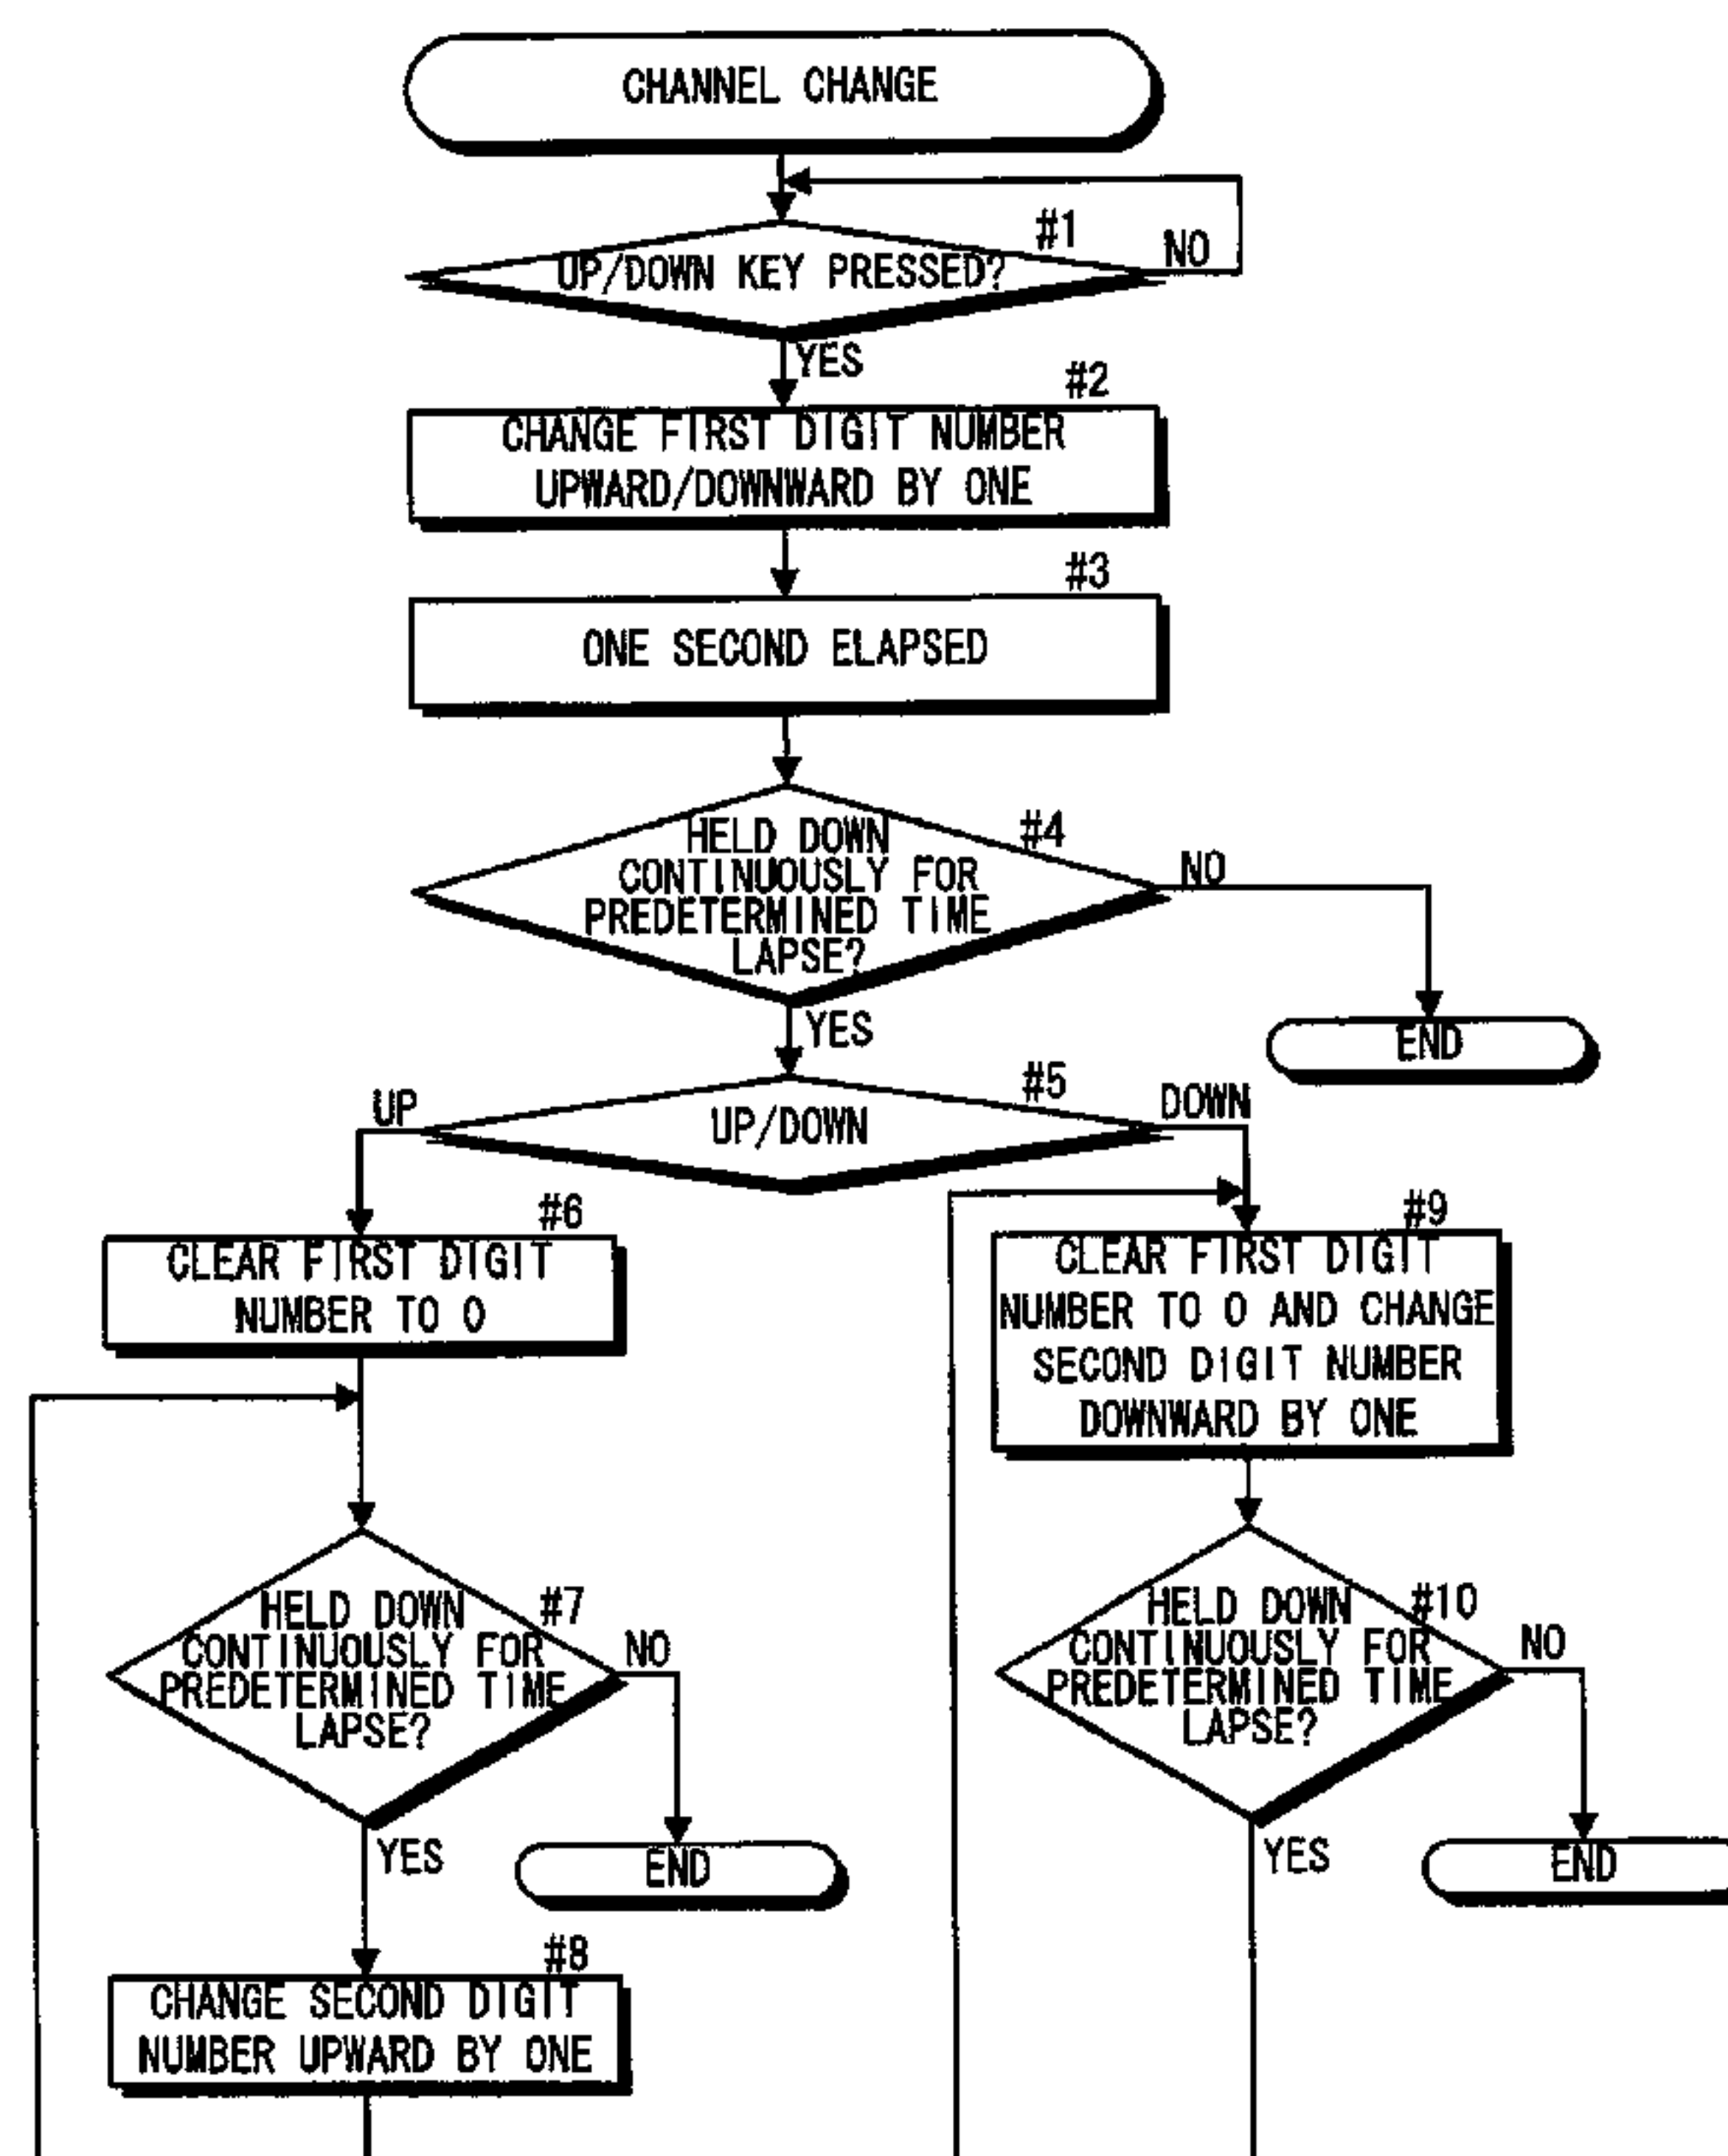 CHANNEL CHANGE
#1
UP/DOWN KEY PRESSED?
NO
YES
#2
CHANGE FIRST DIGIT NUMBER
UPWARD/DOWNWARD BY ONE
#3
ONE SECOND ELAPSED
#4
HELD DOWN
CONTINUOUSLY FOR
PREDETERMINED TIME
LAPSE?
NO
YES
END
#5
UP
UP/DOWN
DOWN
#6
CLEAR FIRST DIGIT
NUMBER TO 0
#9
CLEAR FIRST DIGIT
NUMBER TO 0 AND CHANGE
SECOND DIGIT NUMBER
DOWNWARD BY ONE
#7
HELD DOWN
CONTINUOUSLY FOR
PREDETERMINED TIME
LAPSE?
NO
YES
END
#10
HELD DOWN
CONTINUOUSLY FOR
PREDETERMINED TIME
LAPSE?
NO
YES
END
#8
CHANGE SECOND DIGIT
NUMBER UPWARD BY ONE